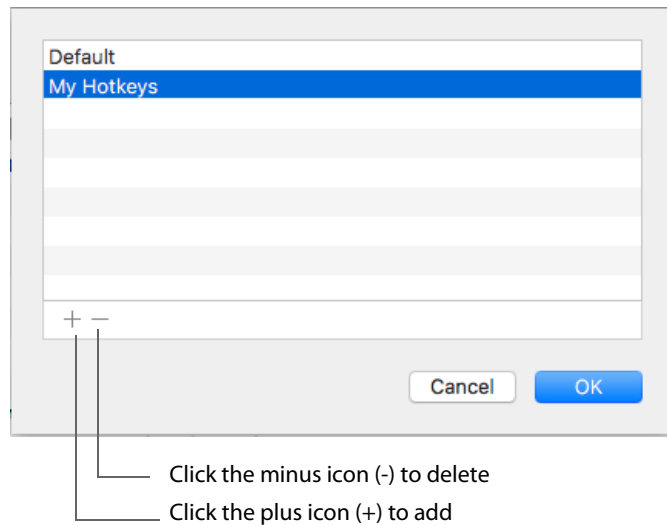 Default
My Hotkeys
+ −
Cancel OK
Click the minus icon (-) to delete
Click the plus icon (+) to add